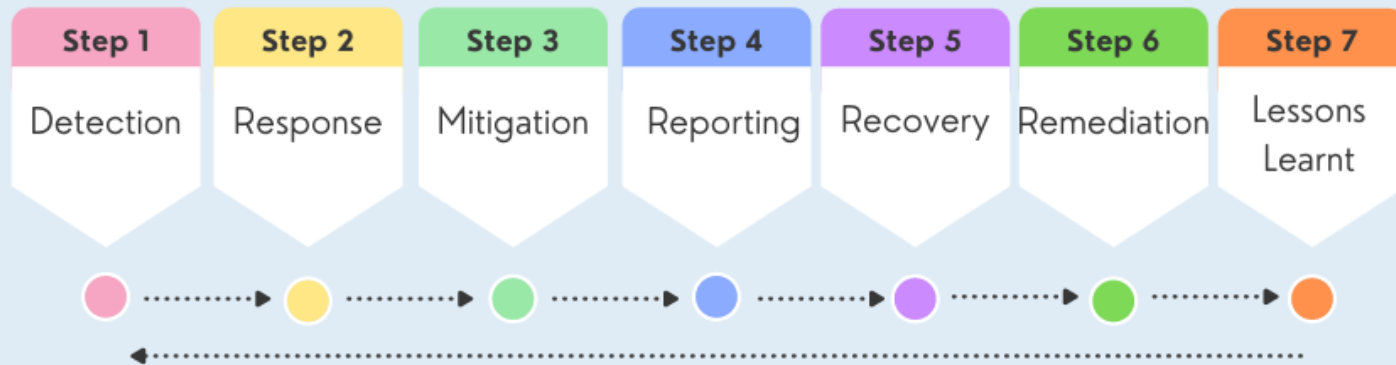 Step 1
Detection
Step 2
Response
Step 3
Mitigation
Step 4
Reporting
Step 5
Recovery
Step 6
Remediation
Step 7
Lessons
Learnt